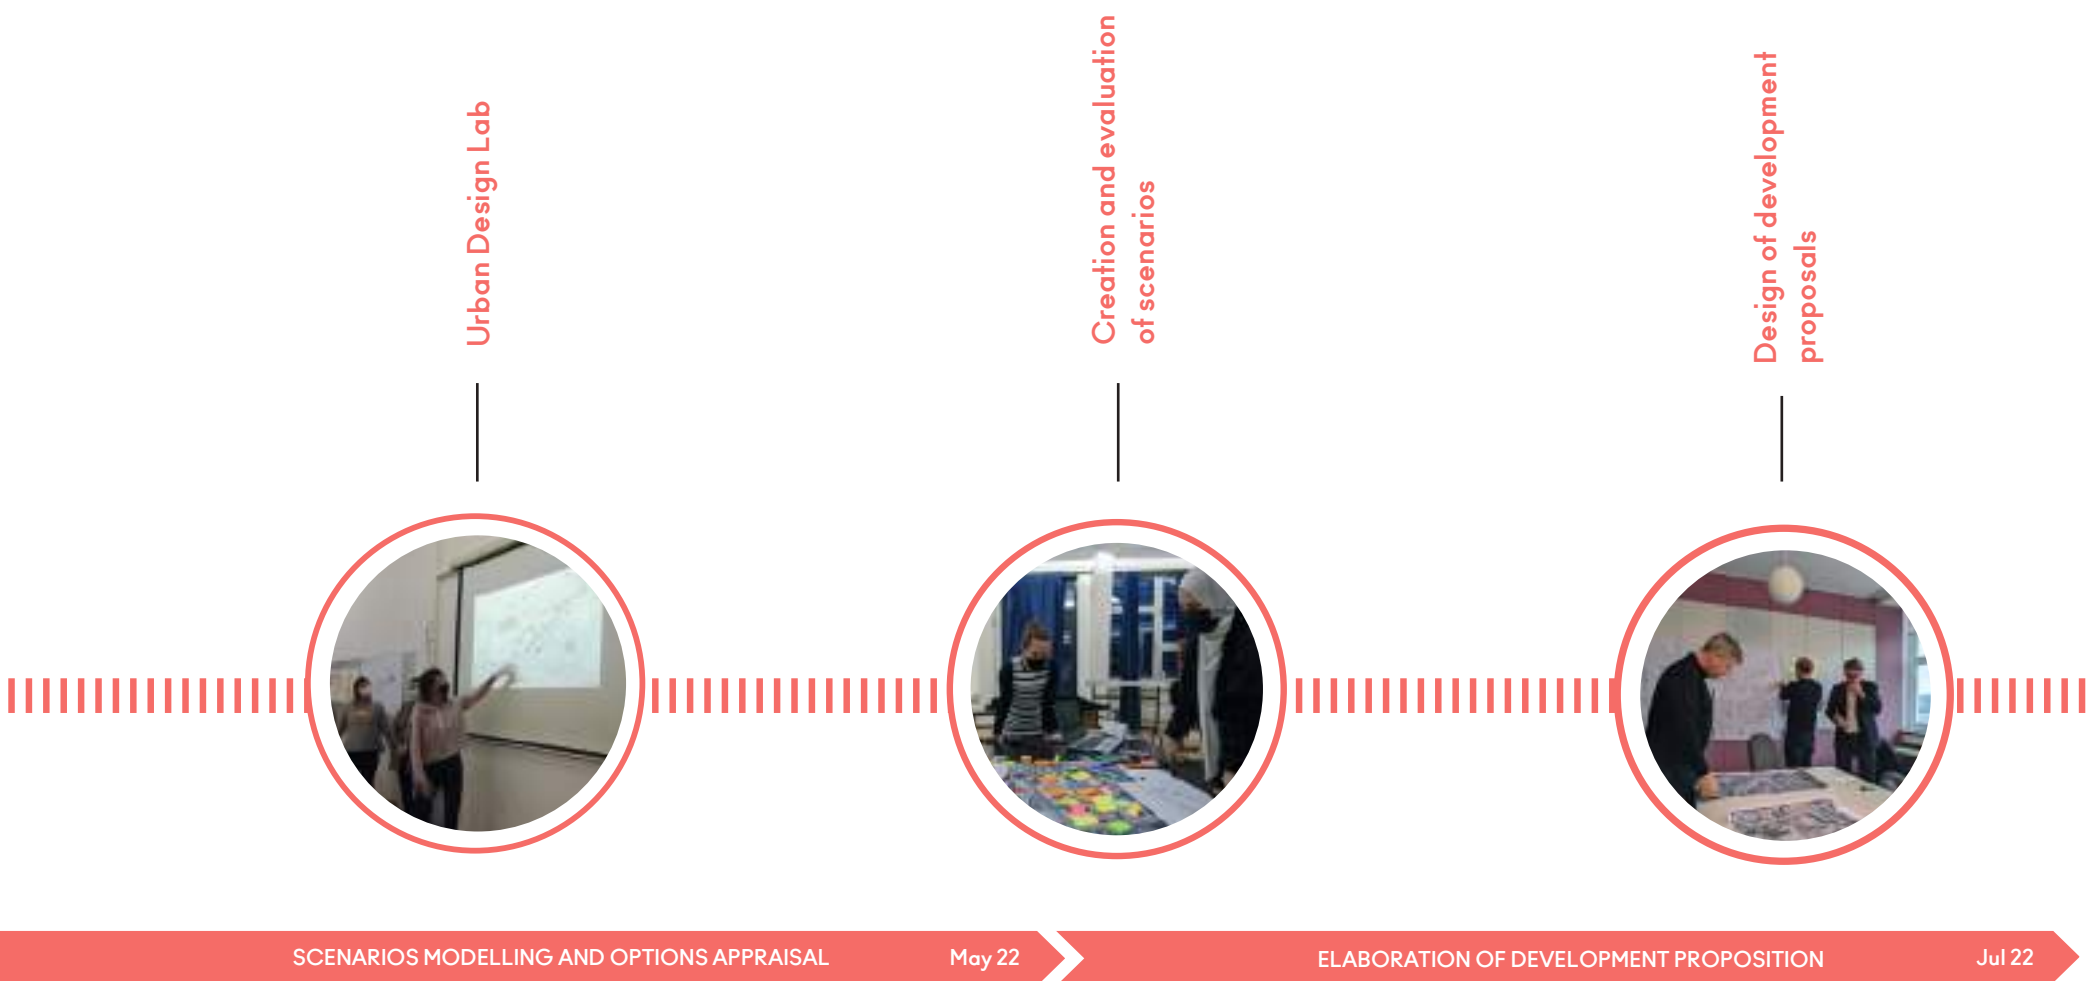 Urban Design Lab
Creation and evaluation
of scenarios
Design of development
proposals
SCENARIOS MODELLING AND OPTIONS APPRAISAL
May 22
ELABORATION OF DEVELOPMENT PROPOSITION
Jul 22